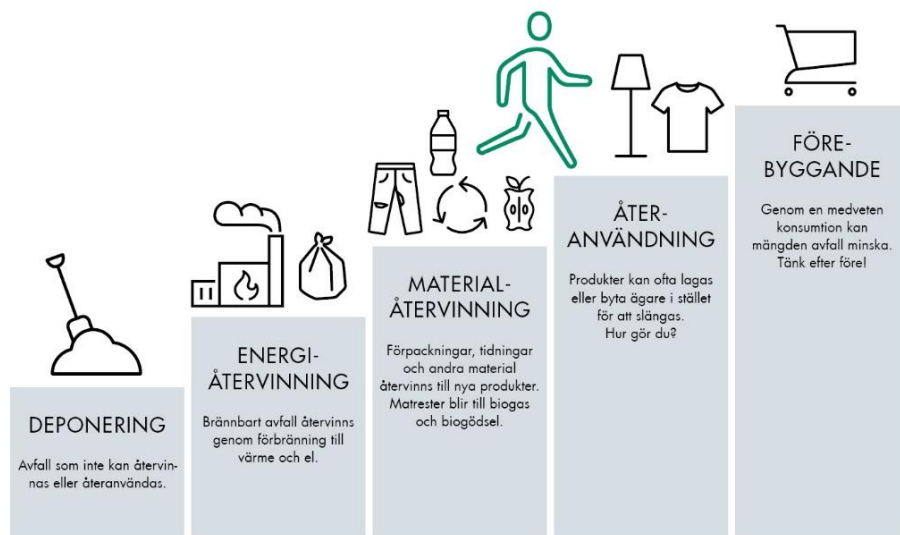 DEPONERING
Avfall som inte kan återvin-
nas eller återanvändas.
ENERGI-
ÅTERVINNING
Brännbart avfall återvinns
genom förbränning till
värme och el.
MATERIAL-
ÅTERVINNING
Förpackningar, tidningar
och andra material
återvinns till nya produkter.
Matrester blir till biogas
och biogödsel.
ÅTER-
ANVÄNDNING
Produkter kan ofta lagas
eller byta ägare i stället
för att slängas.
Hur gör du?
FÖRE-
BYGGANDE
Genom en medveten
konsumtion kan
mängden avfall minska.
Tänk efter före!